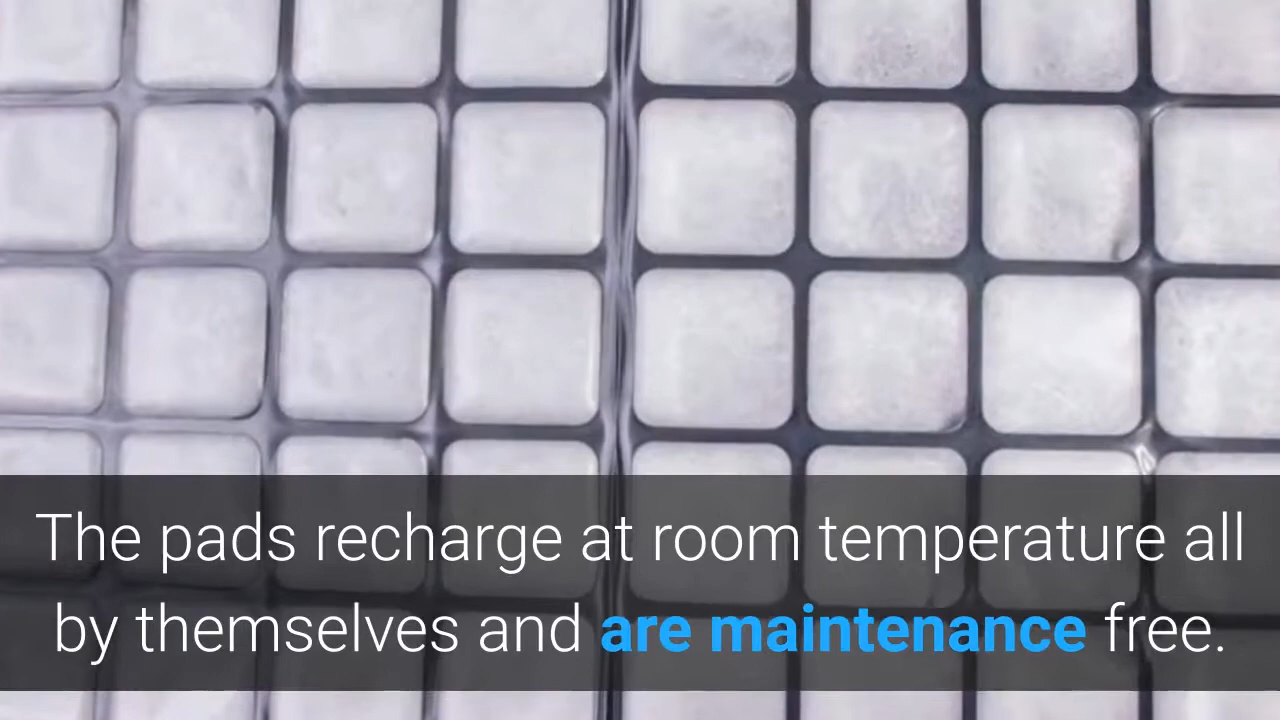 The pads recharge at room temperature all
by themselves and are maintenance free.